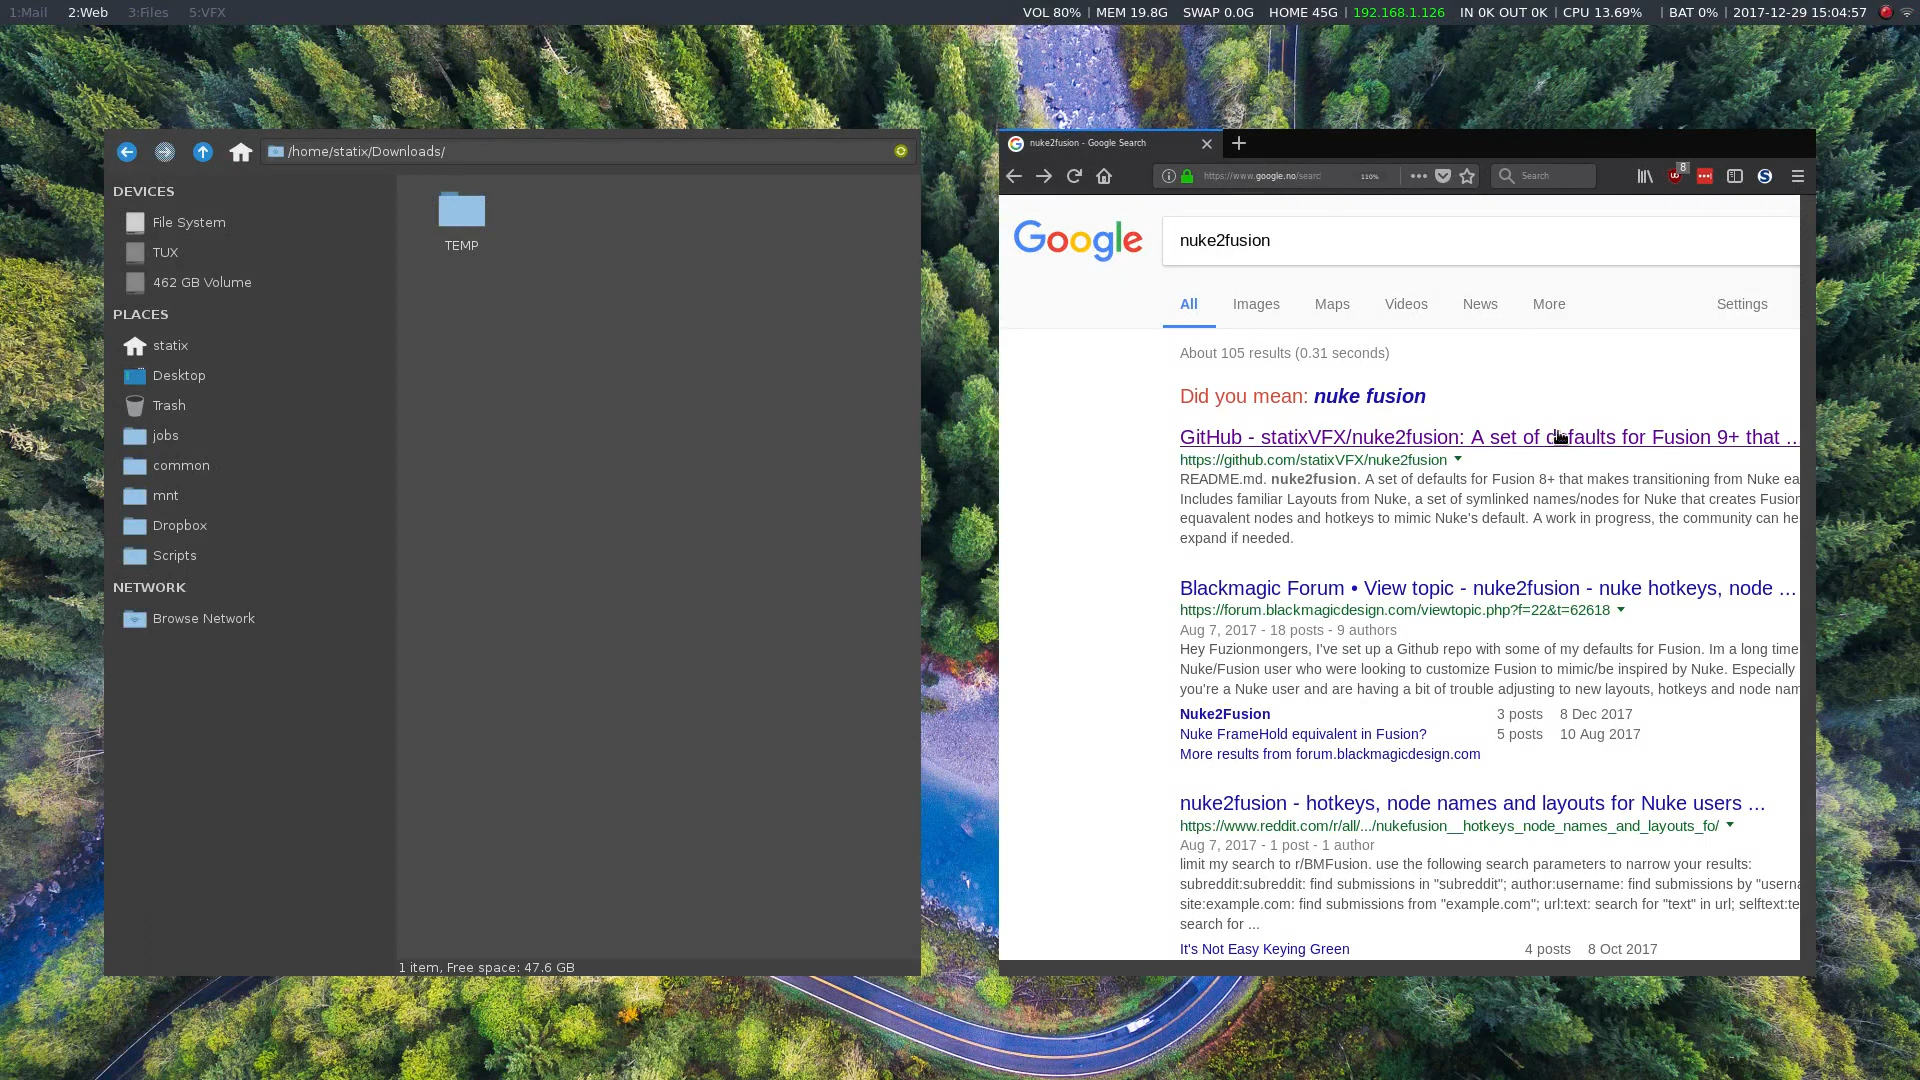 1:Mail 2:Web 3:Files 5:VFX
VOL 80% | MEM 19.8G SWAP 0.0G HOME 45G | 192.168.1.126 IN 0K OUT 0K | CPU 13.69% | BAT 0% | 2017-12-29 15:04:57
/home/statix/Downloads/
DEVICES
File System
TUX
462 GB Volume
PLACES
statix
Desktop
Trash
jobs
common
mnt
Dropbox
Scripts
NETWORK
Browse Network
TEMP
1 item, Free space: 47.6 GB
nuke2fusion - Google Search
https://www.google.no/searc 110% Search 8
Google
nuke2fusion
All Images Maps Videos News More Settings
About 105 results (0.31 seconds)
Did you mean: nuke fusion
GitHub - statixVFX/nuke2fusion: A set of defaults for Fusion 9+ that ...
https://github.com/statixVFX/nuke2fusion
README.md. nuke2fusion. A set of defaults for Fusion 8+ that makes transitioning from Nuke ea
Includes familiar Layouts from Nuke, a set of symlinked names/nodes for Nuke that creates Fusion
equavalent nodes and hotkeys to mimic Nuke's default. A work in progress, the community can he
expand if needed.
Blackmagic Forum • View topic - nuke2fusion - nuke hotkeys, node ...
https://forum.blackmagicdesign.com/viewtopic.php?f=22&t=62618
Aug 7, 2017 - 18 posts - 9 authors
Hey Fuzionmongers, I've set up a Github repo with some of my defaults for Fusion. Im a long time
Nuke/Fusion user who were looking to customize Fusion to mimic/be inspired by Nuke. Especially
you're a Nuke user and are having a bit of trouble adjusting to new layouts, hotkeys and node nam
Nuke2Fusion 3 posts 8 Dec 2017
Nuke FrameHold equivalent in Fusion? 5 posts 10 Aug 2017
More results from forum.blackmagicdesign.com
nuke2fusion - hotkeys, node names and layouts for Nuke users ...
https://www.reddit.com/r/all/.../nukefusion__hotkeys_node_names_and_layouts_fo/
Aug 7, 2017 - 1 post - 1 author
limit my search to r/BMFusion. use the following search parameters to narrow your results:
subreddit:subreddit: find submissions in "subreddit"; author:username: find submissions by "userna
site:example.com: find submissions from "example.com"; url:text: search for "text" in url; selftext:te
search for ...
It's Not Easy Keying Green 4 posts 8 Oct 2017